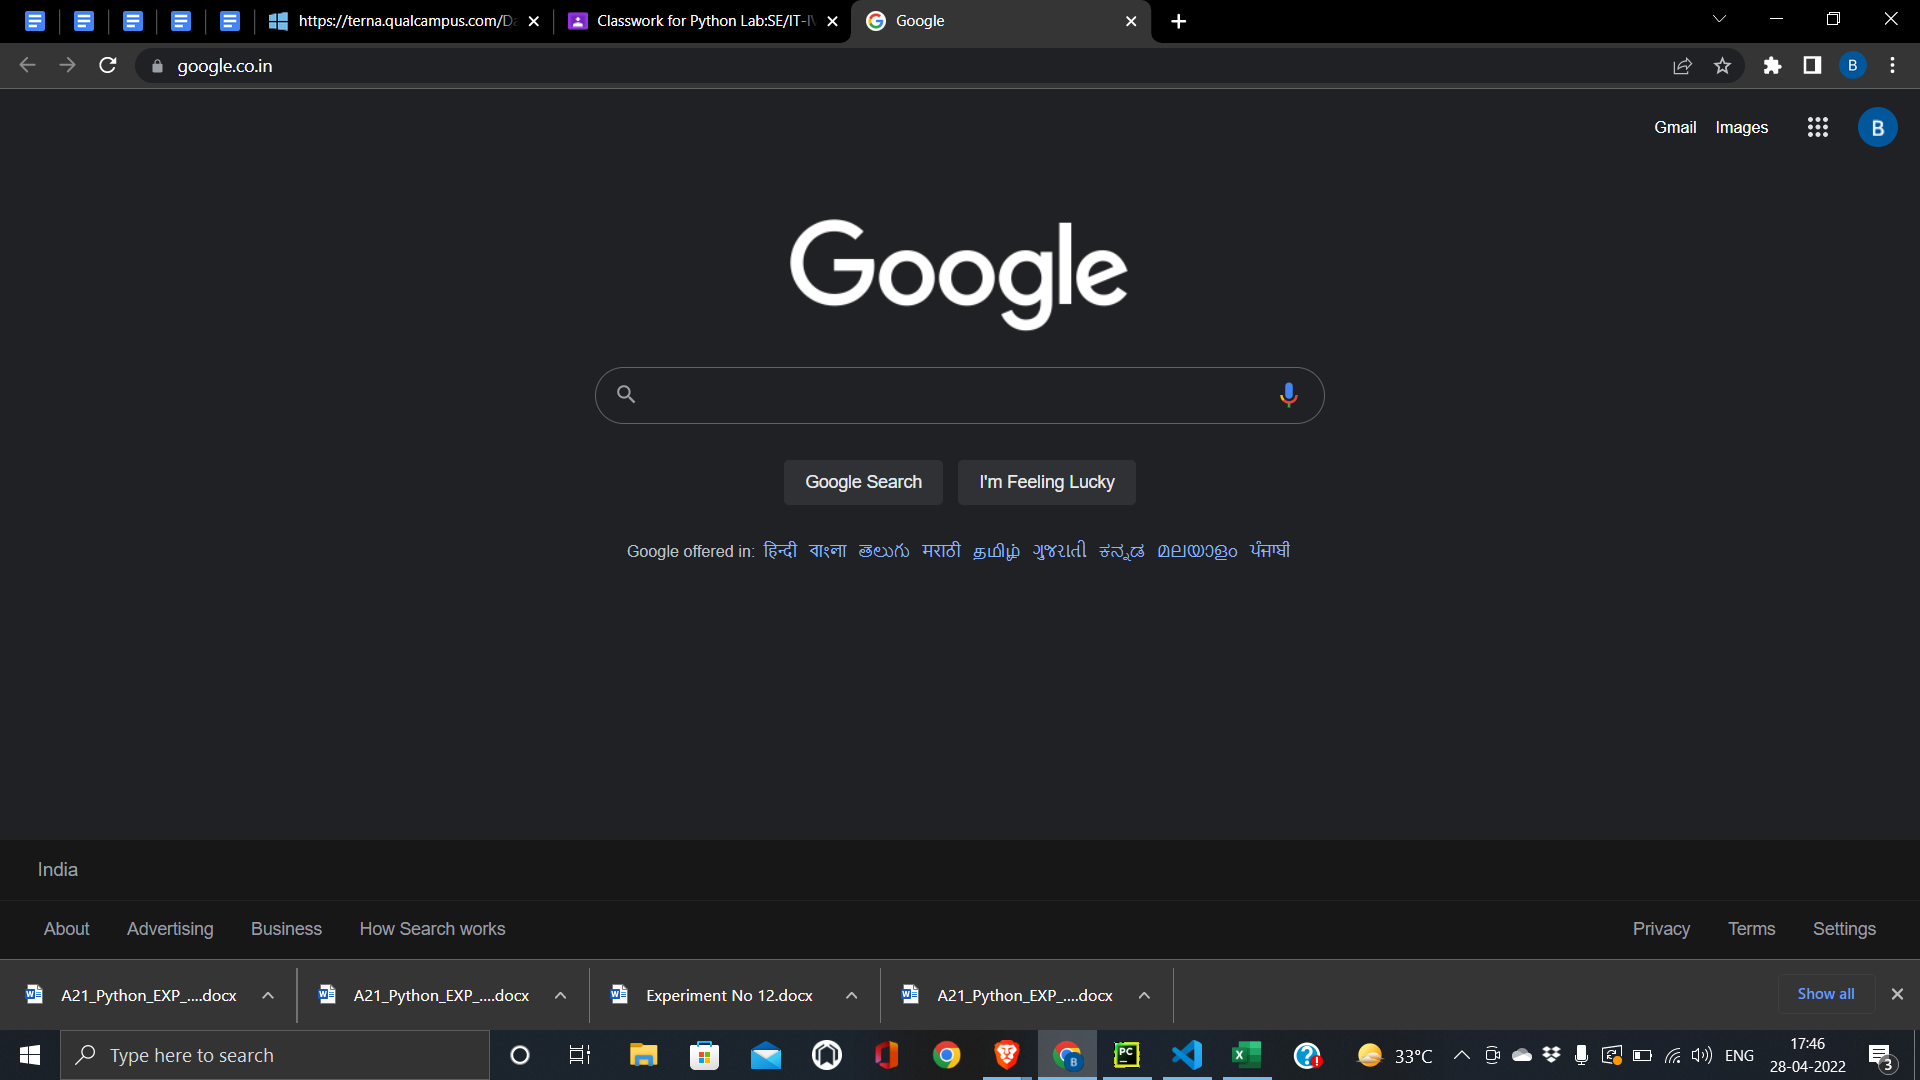 https://terna.qualcampus.com/Da
Classwork for Python Lab:SE/IT-IV
Google
google.co.in
B
Gmail Images
B
Google
Google Search I'm Feeling Lucky
Google offered in: हिन्दी বাংলা తెలుగు मराठी தமிழ் ગુજરાતી ಕನ್ನಡ മലയാളം ਪੰਜਾਬੀ
India
About Advertising Business How Search works Privacy Terms Settings
A21_Python_EXP_....docx A21_Python_EXP_....docx Experiment No 12.docx A21_Python_EXP_....docx Show all
Type here to search
33°C
ENG
17:46
28-04-2022
3